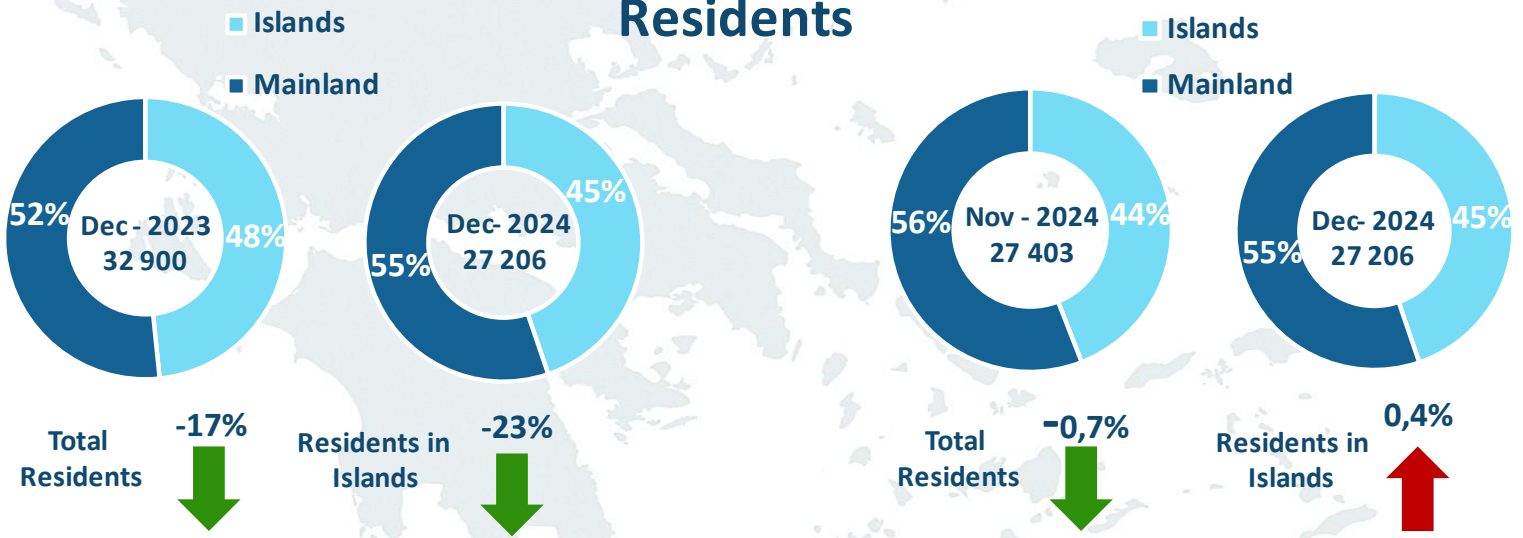 Residents
Islands
Mainland
52%
Dec - 2023
32 900
48%
45%
Dec- 2024
27 206
55%
Total
Residents
-17%
Residents in
Islands
-23%
Islands
Mainland
56%
Nov - 2024
27 403
44%
45%
Dec- 2024
27 206
55%
Total
Residents
-0,7%
Residents in
Islands
0,4%